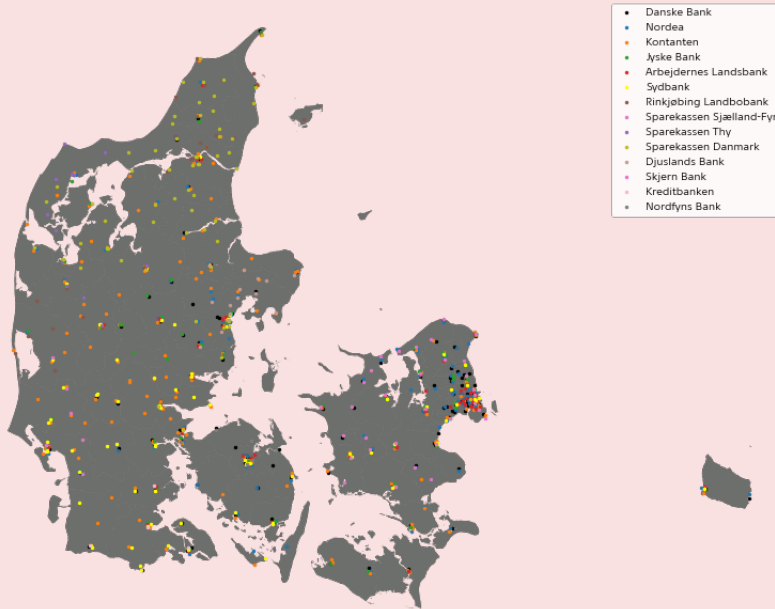 Danske Bank
Nordea
Kontanten
Jyske Bank
Arbejdernes Landsbank
Sydbank
Rinkjøbing Landbobank
Sparekassen Sjælland-Fyn
Sparekassen Thy
Sparekassen Danmark
Djuslands Bank
Skjern Bank
Kreditbanken
Nordfyns Bank